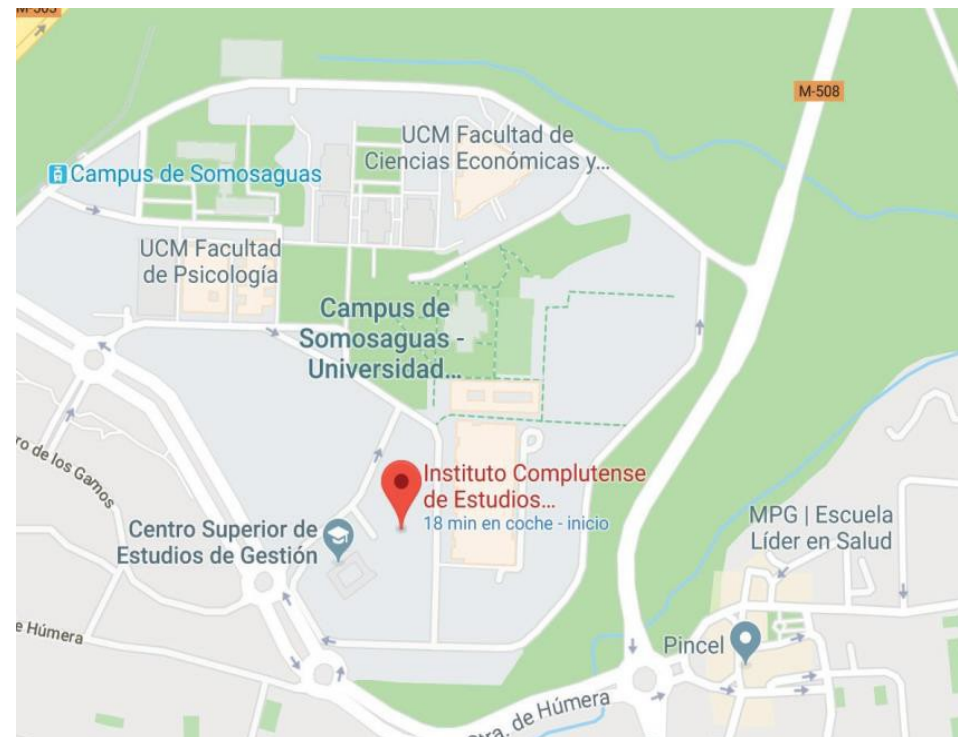 M-503
M-508
UCM Facultad de
Ciencias Económicas y...
Campus de Somosaguas
UCM Facultad
de Psicología
Campus de
Somosaguas -
Universidad...
ro de los Gamos
Instituto Complutense
de Estudios...
18 min en coche - inicio
Centro Superior de
Estudios de Gestión
MPG | Escuela
Líder en Salud
e Húmera
Pincel
Ctra. de Húmera